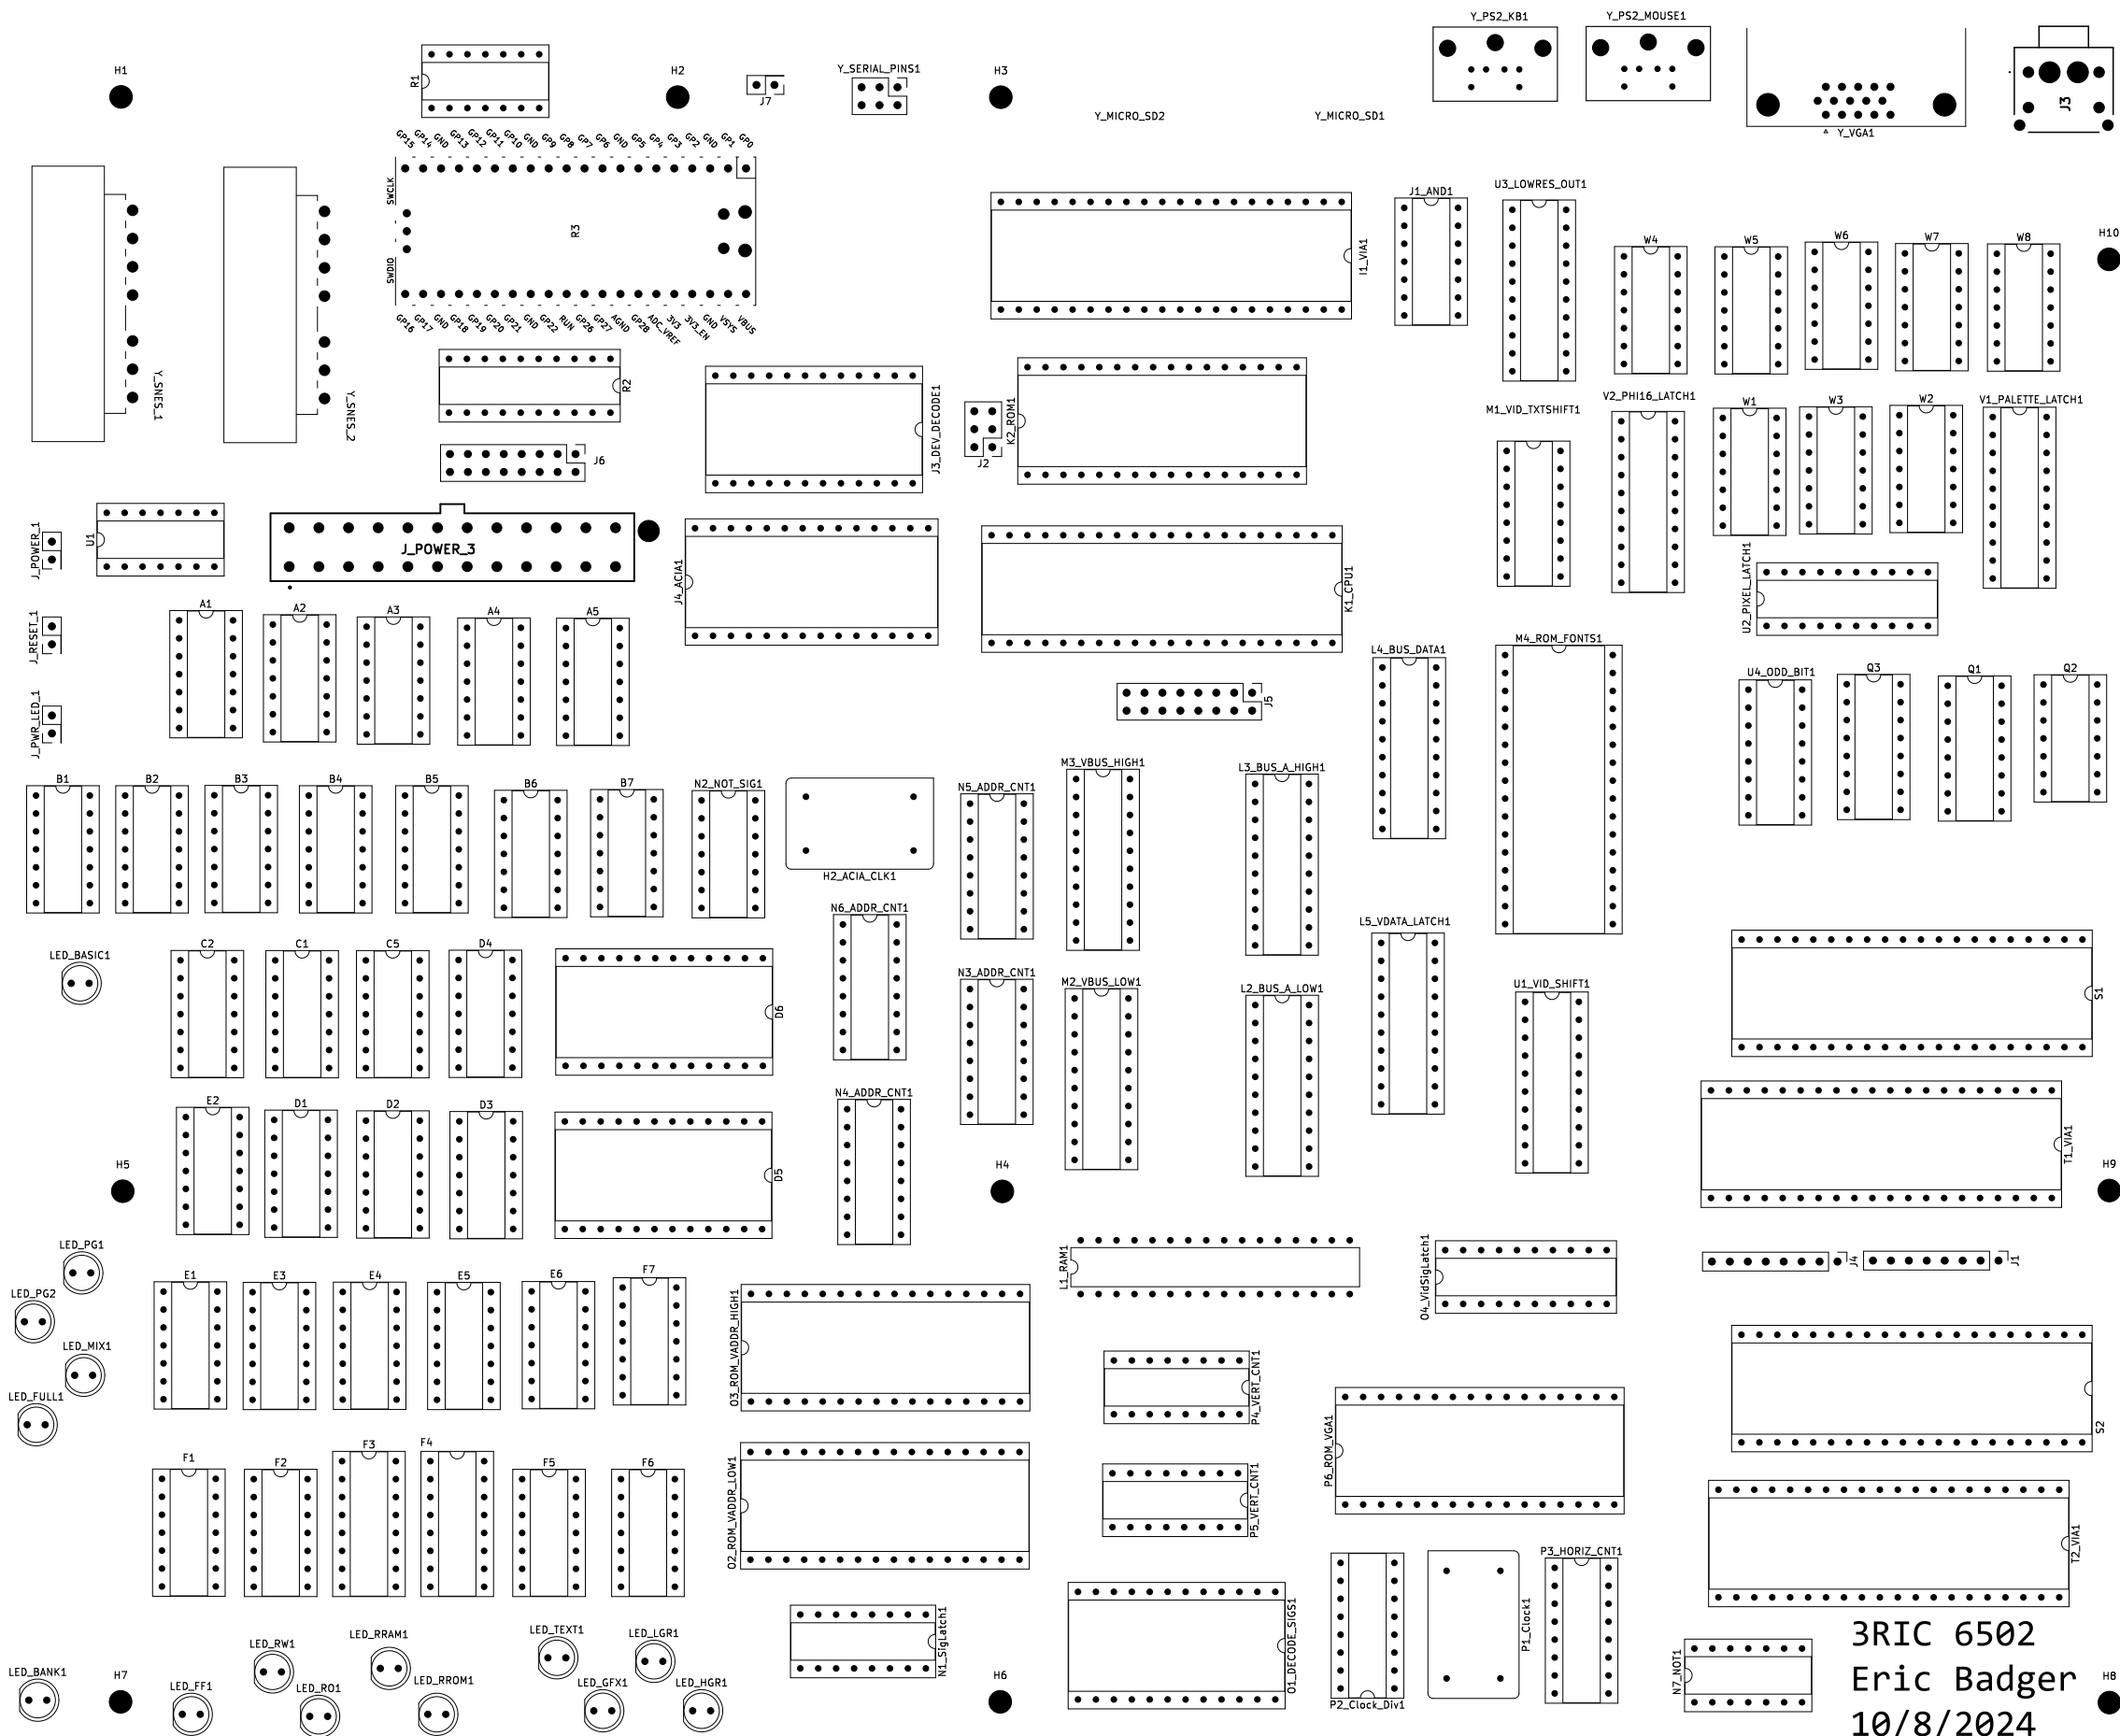 Y_PS2_KB1
Y_PS2_MOUSE1
H1
R1
H2
J7
Y_SERIAL_PINS1
H3
Y_MICRO_SD2
Y_MICRO_SD1
Y_VGA1
J3
GP15 GP14 GND GP13 GP12 GP11 GP10 GND GP9 GP8 GP7 GP6 GND GP5 GP4 GP3 GP2 GND GP1 GP0
SWCLK
R3
SWDIO
GP16 GP17 GND GP18 GP19 GP20 GP21 GND GP22 RUN GP26 GP27 AGND GP28 ADC_VREF 3V3 3V3_EN GND VSYS VBUS
Y_SNES_1
Y_SNES_2
I1_VIA1
J1_AND1
U3_LOWRES_OUT1
W4
W5
W6
W7
W8
H10
R2
J6
J3_DEV_DECODE1
J2
K2_ROM1
M1_VID_TXTSHIFT1
V2_PHI16_LATCH1
W1
W3
W2
V1_PALETTE_LATCH1
J_POWER_1
U1
J_POWER_3
J4_ACIA1
K1_CPU1
U2_PIXEL_LATCH1
J_RESET_1
A1
A2
A3
A4
A5
L4_BUS_DATA1
M4_ROM_FONTS1
U4_ODD_BIT1
Q3
Q1
Q2
J_PWR_LED_1
J5
B1
B2
B3
B4
B5
B6
B7
N2_NOT_SIG1
H2_ACIA_CLK1
N5_ADDR_CNT1
M3_VBUS_HIGH1
L3_BUS_A_HIGH1
LED_BASIC1
C2
C1
C5
D4
D6
N6_ADDR_CNT1
N3_ADDR_CNT1
M2_VBUS_LOW1
L2_BUS_A_LOW1
L5_VDATA_LATCH1
U1_VID_SHIFT1
S1
E2
D1
D2
D3
D5
N4_ADDR_CNT1
T1_VIA1
H5
H4
H9
LED_PG1
LED_PG2
LED_MIX1
LED_FULL1
E1
E3
E4
E5
E6
F7
O3_ROM_VADDR_HIGH1
L1_RAM1
O4_VidSigLatch1
J4
J1
P4_VERT_CNT1
P6_ROM_VGA1
S2
F1
F2
F3
F4
F5
F6
O2_ROM_VADDR_LOW1
P5_VERT_CNT1
T2_VIA1
LED_BANK1
H7
LED_FF1
LED_RW1
LED_RO1
LED_RRAM1
LED_RROM1
LED_TEXT1
LED_GFX1
LED_LGR1
LED_HGR1
N1_SigLatch1
H6
O1_DECODE_SIGS1
P2_Clock_Div1
P1_Clock1
P3_HORIZ_CNT1
N7_NOT1
H8
3RIC 6502
Eric Badger
10/8/2024